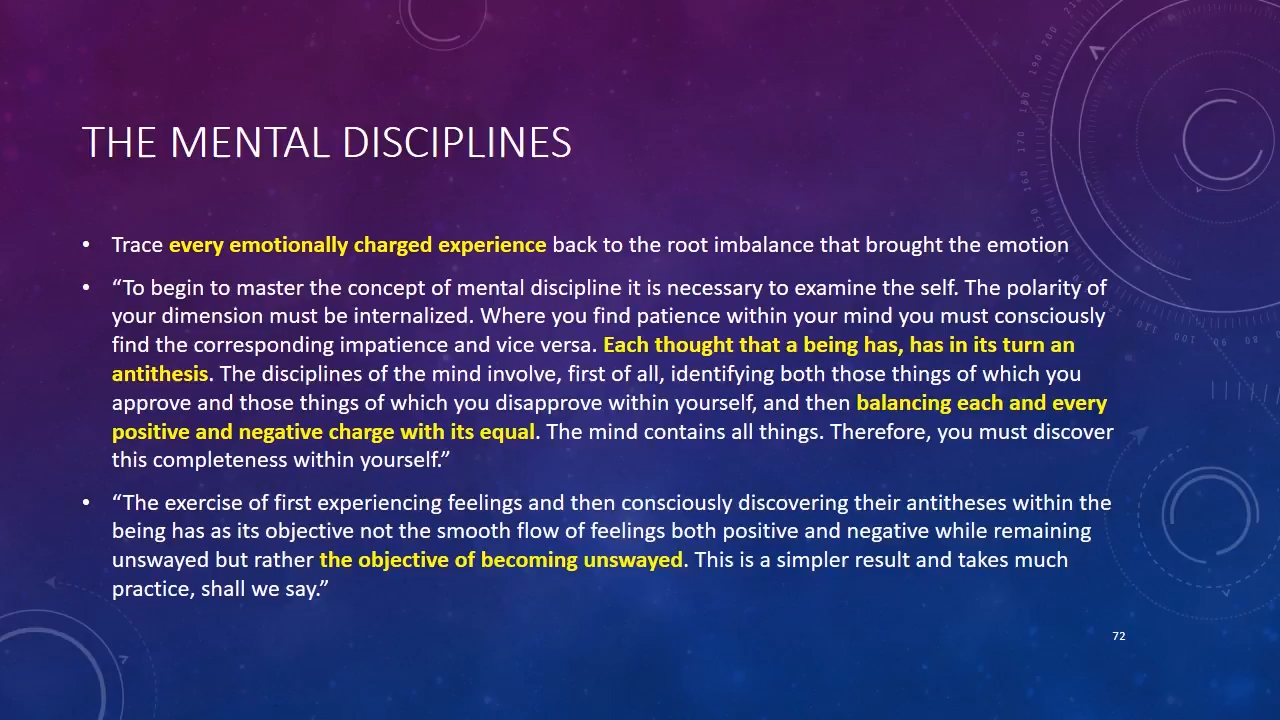 THE MENTAL DISCIPLINES
• Trace every emotionally charged experience back to the root imbalance that brought the emotion
• “To begin to master the concept of mental discipline it is necessary to examine the self. The polarity of
your dimension must be internalized. Where you find patience within your mind you must consciously
find the corresponding impatience and vice versa. Each thought that a being has, has in its turn an
antithesis. The disciplines of the mind involve, first of all, identifying both those things of which you
approve and those things of which you disapprove within yourself, and then balancing each and every
positive and negative charge with its equal. The mind contains all things. Therefore, you must discover
this completeness within yourself.”
• “The exercise of first experiencing feelings and then consciously discovering their antitheses within the
being has as its objective not the smooth flow of feelings both positive and negative while remaining
unswayed but rather the objective of becoming unswayed. This is a simpler result and takes much
practice, shall we say.”
72